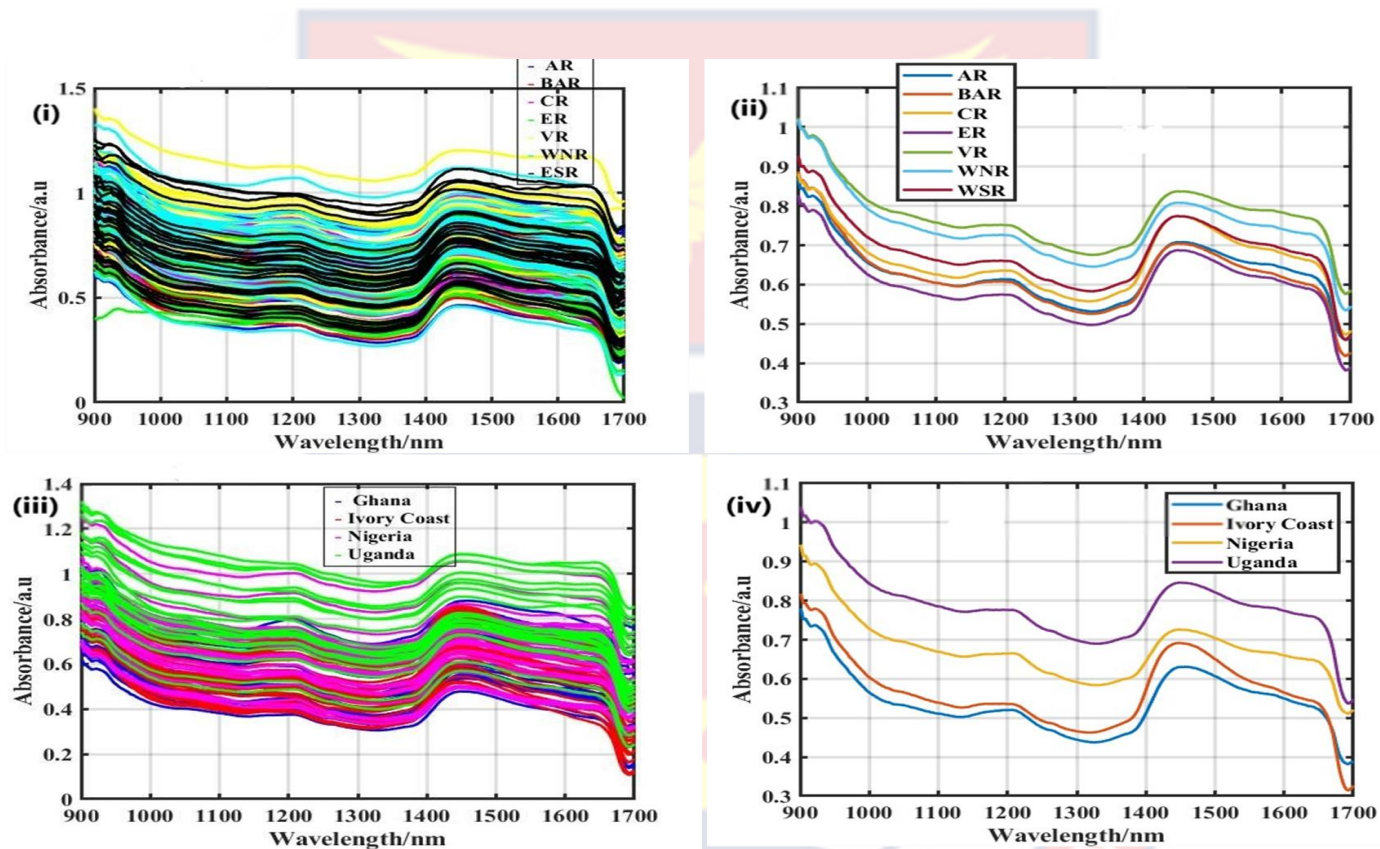 (i)
AR
BAR
CR
ER
VR
WNR
ESR
1.5
1
0.5
0
Absorbance/a.u
900 1000 1100 1200 1300 1400 1500 1600 1700
Wavelength/nm
(ii)
AR
BAR
CR
ER
VR
WNR
WSR
1.1
1
0.9
0.8
0.7
0.6
0.5
0.4
0.3
Absorbance/a.u
900 1000 1100 1200 1300 1400 1500 1600 1700
Wavelength/nm
(iii)
Ghana
Ivory Coast
Nigeria
Uganda
1.4
1.2
1
0.8
0.6
0.4
0.2
0
Absorbance/a.u
900 1000 1100 1200 1300 1400 1500 1600 1700
Wavelength/nm
(iv)
Ghana
Ivory Coast
Nigeria
Uganda
1.1
1
0.9
0.8
0.7
0.6
0.5
0.4
0.3
Absorbance/a.u
900 1000 1100 1200 1300 1400 1500 1600 1700
Wavelength/nm